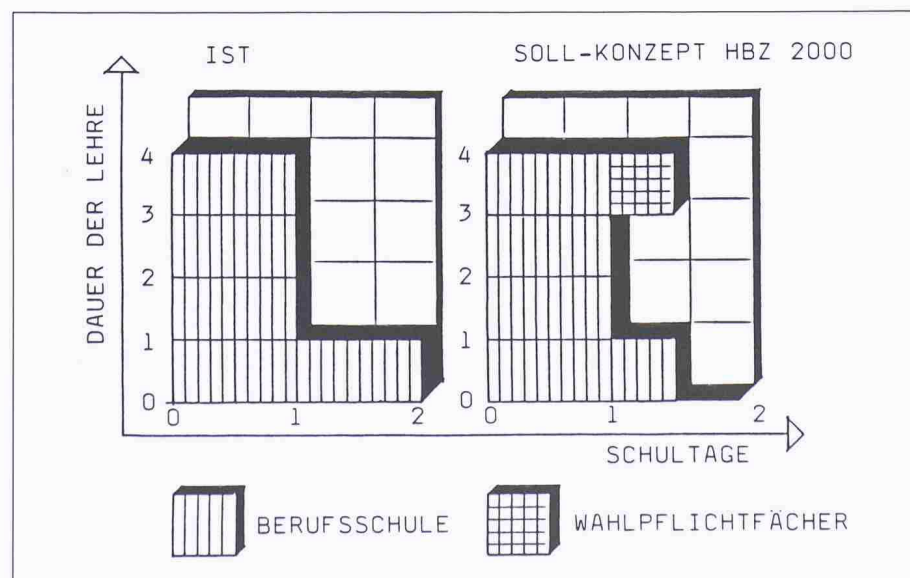 IST
SOLL-KONZEPT HBZ 2000
DAUER DER LEHRE
4
3
2
1
0
0 1 2
4
3
2
1
0
0 1 2
SCHULTAGE
BERUFSSCHULE
WAHLPFLICHTFÄCHER